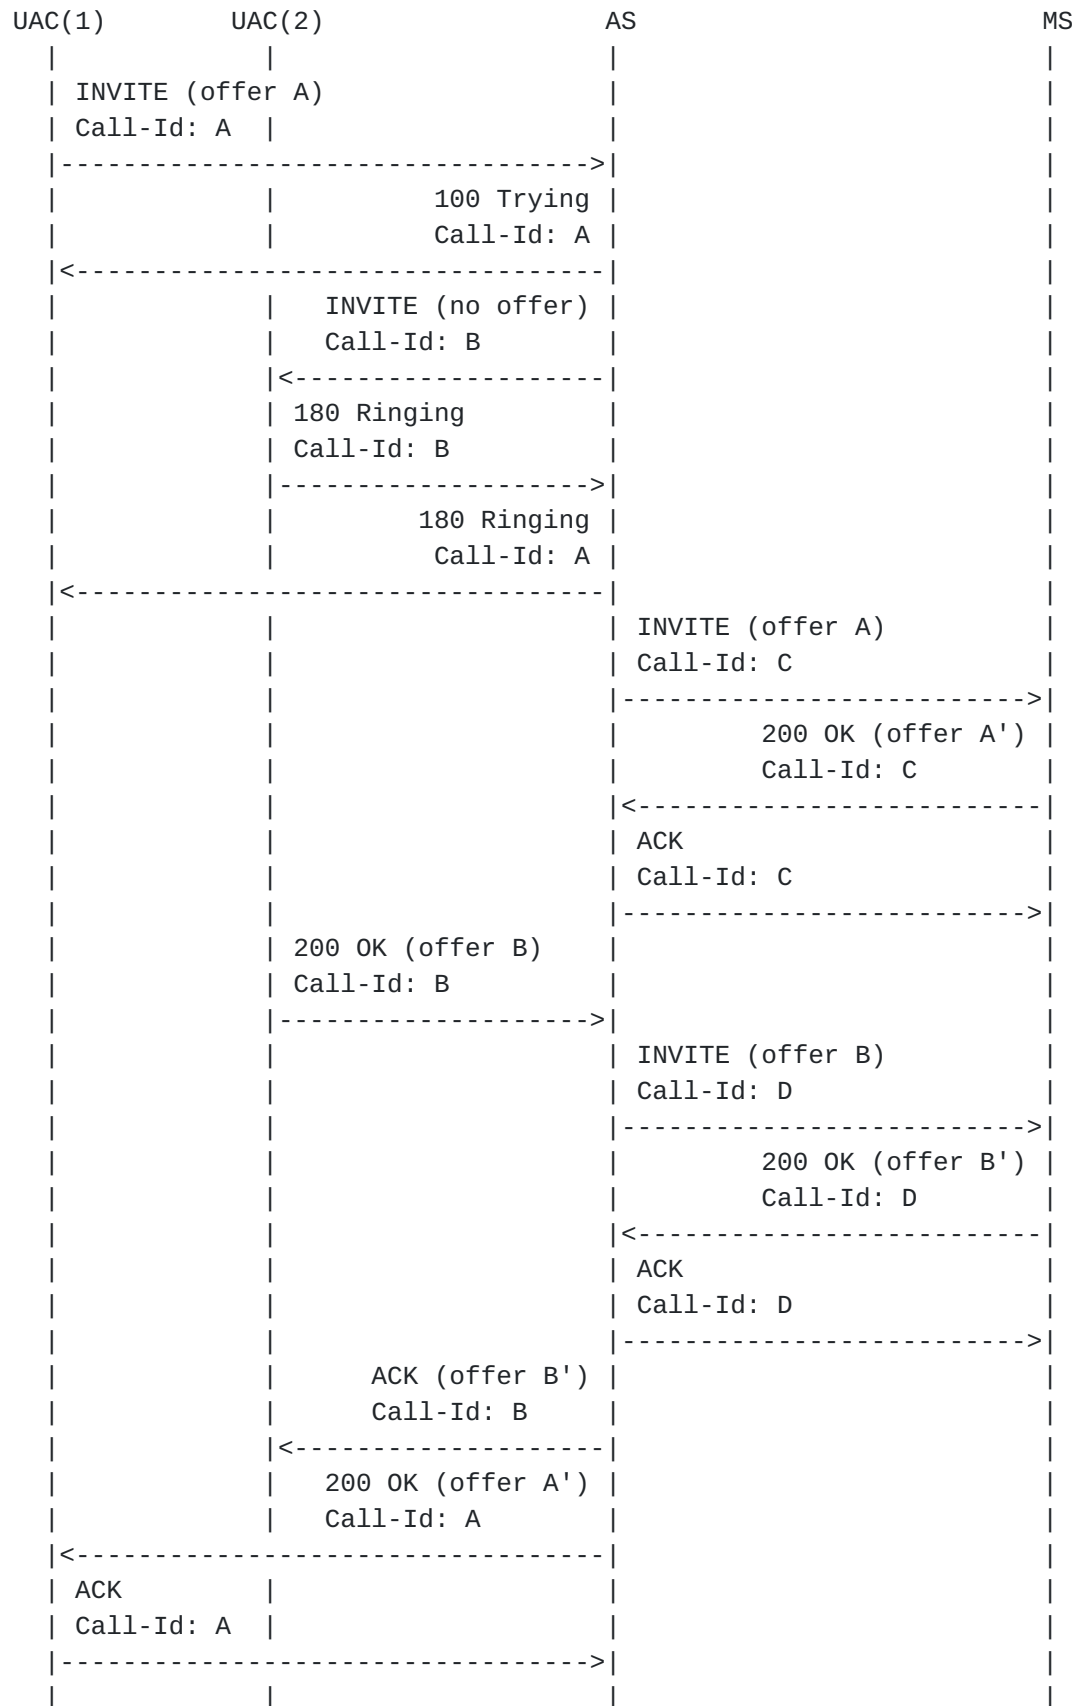 UAC(1) UAC(2) AS MS
INVITE (offer A)
Call-Id: A
100 Trying
Call-Id: A
INVITE (no offer)
Call-Id: B
180 Ringing
Call-Id: B
180 Ringing
Call-Id: A
INVITE (offer A)
Call-Id: C
200 OK (offer A')
Call-Id: C
ACK
Call-Id: C
200 OK (offer B)
Call-Id: B
INVITE (offer B)
Call-Id: D
200 OK (offer B')
Call-Id: D
ACK
Call-Id: D
ACK (offer B')
Call-Id: B
200 OK (offer A')
Call-Id: A
ACK
Call-Id: A